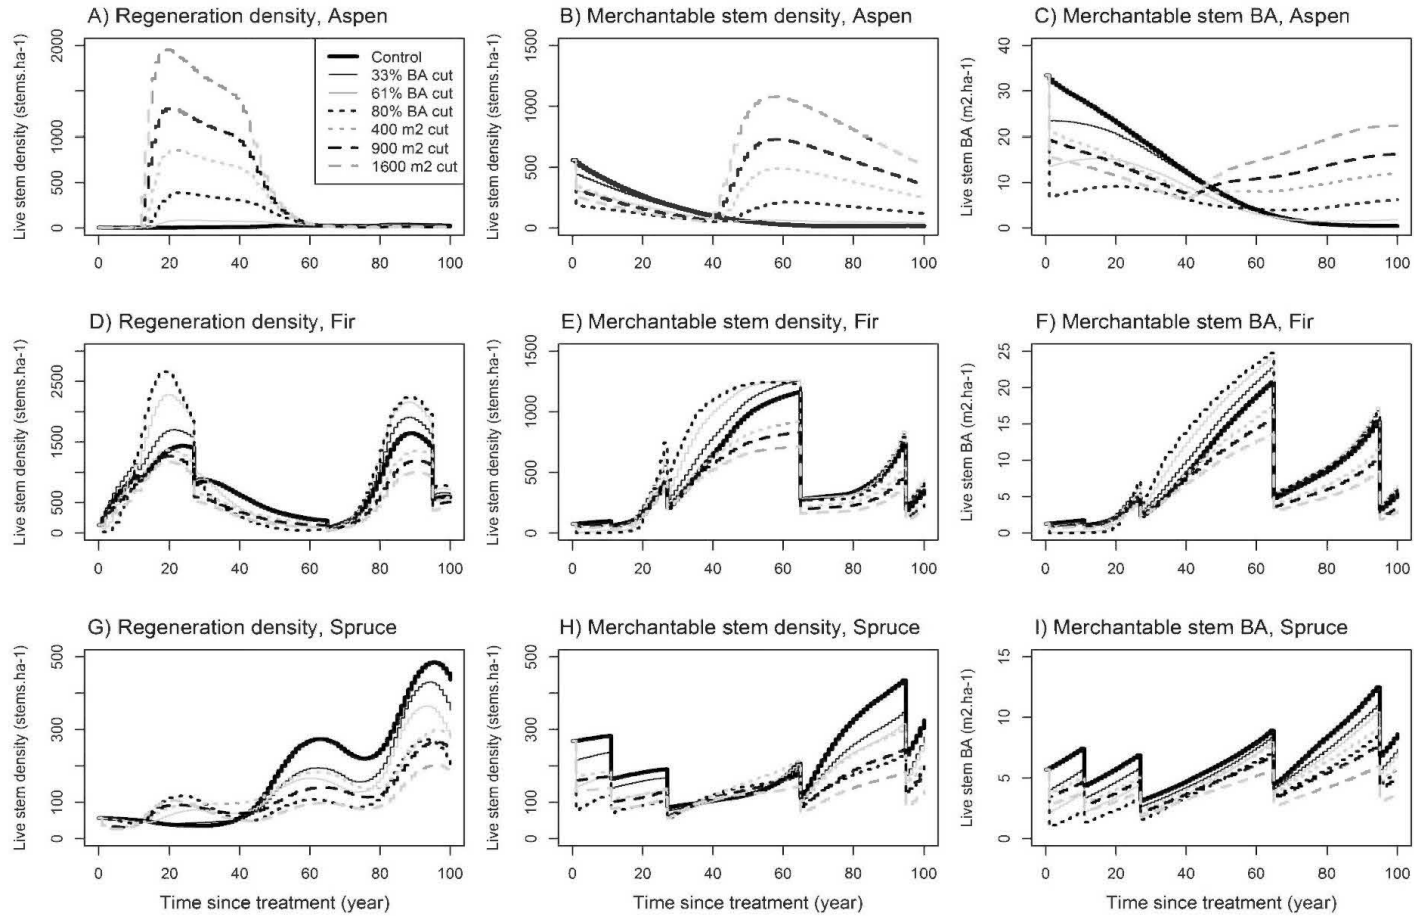 A) Regeneration density, Aspen
B) Merchantable stem density, Aspen
C) Merchantable stem BA, Aspen
Live stem density (stems.ha-1)
2000
1000
500
0
Control
33% BA cut
61% BA cut
80% BA cut
400 m2 cut
900 m2 cut
1600 m2 cut
0 20 40 60 80 100
Live stem density (stems.ha-1)
1500
1000
500
0
0 20 40 60 80 100
Live stem BA (m2.ha-1)
40
30
20
10
0
0 20 40 60 80 100
D) Regeneration density, Fir
E) Merchantable stem density, Fir
F) Merchantable stem BA, Fir
Live stem density (stems.ha-1)
2500
1500
500
0
0 20 40 60 80 100
Live stem density (stems.ha-1)
1500
1000
500
0
0 20 40 60 80 100
Live stem BA (m2.ha-1)
25
20
15
10
5
0
0 20 40 60 80 100
G) Regeneration density, Spruce
H) Merchantable stem density, Spruce
I) Merchantable stem BA, Spruce
Live stem density (stems.ha-1)
500
300
100
0
0 20 40 60 80 100
Time since treatment (year)
Live stem density (stems.ha-1)
500
300
100
0
0 20 40 60 80 100
Time since treatment (year)
Live stem BA (m2.ha-1)
15
10
5
0
0 20 40 60 80 100
Time since treatment (year)